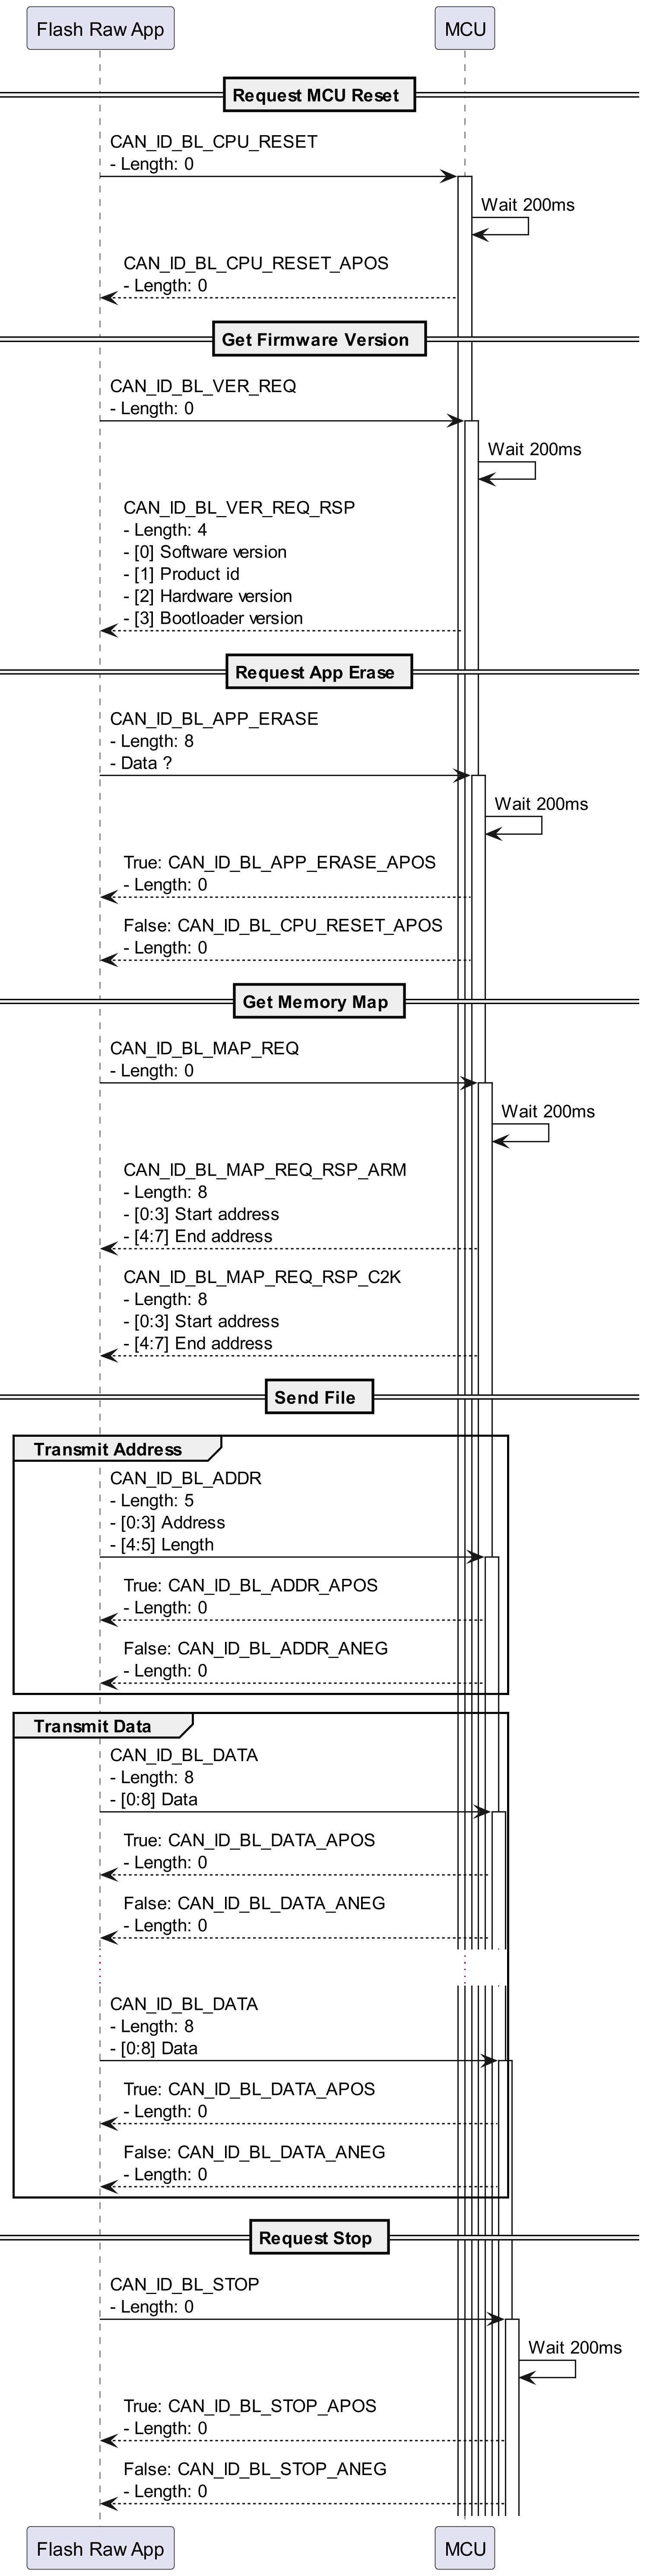 Flash Raw App
MCU
Request MCU Reset
CAN_ID_BL_CPU_RESET
- Length: 0
Wait 200ms
CAN_ID_BL_CPU_RESET_APOS
- Length: 0
Get Firmware Version
CAN_ID_BL_VER_REQ
- Length: 0
Wait 200ms
CAN_ID_BL_VER_REQ_RSP
- Length: 4
- [0] Software version
- [1] Product id
- [2] Hardware version
- [3] Bootloader version
Request App Erase
CAN_ID_BL_APP_ERASE
- Length: 8
- Data ?
Wait 200ms
True: CAN_ID_BL_APP_ERASE_APOS
- Length: 0
False: CAN_ID_BL_CPU_RESET_APOS
- Length: 0
Get Memory Map
CAN_ID_BL_MAP_REQ
- Length: 0
Wait 200ms
CAN_ID_BL_MAP_REQ_RSP_ARM
- Length: 8
- [0:3] Start address
- [4:7] End address
CAN_ID_BL_MAP_REQ_RSP_C2K
- Length: 8
- [0:3] Start address
- [4:7] End address
Send File
Transmit Address
CAN_ID_BL_ADDR
- Length: 5
- [0:3] Address
- [4:5] Length
True: CAN_ID_BL_ADDR_APOS
- Length: 0
False: CAN_ID_BL_ADDR_ANEG
- Length: 0
Transmit Data
CAN_ID_BL_DATA
- Length: 8
- [0:8] Data
True: CAN_ID_BL_DATA_APOS
- Length: 0
False: CAN_ID_BL_DATA_ANEG
- Length: 0
CAN_ID_BL_DATA
- Length: 8
- [0:8] Data
True: CAN_ID_BL_DATA_APOS
- Length: 0
False: CAN_ID_BL_DATA_ANEG
- Length: 0
Request Stop
CAN_ID_BL_STOP
- Length: 0
Wait 200ms
True: CAN_ID_BL_STOP_APOS
- Length: 0
False: CAN_ID_BL_STOP_ANEG
- Length: 0
Flash Raw App
MCU